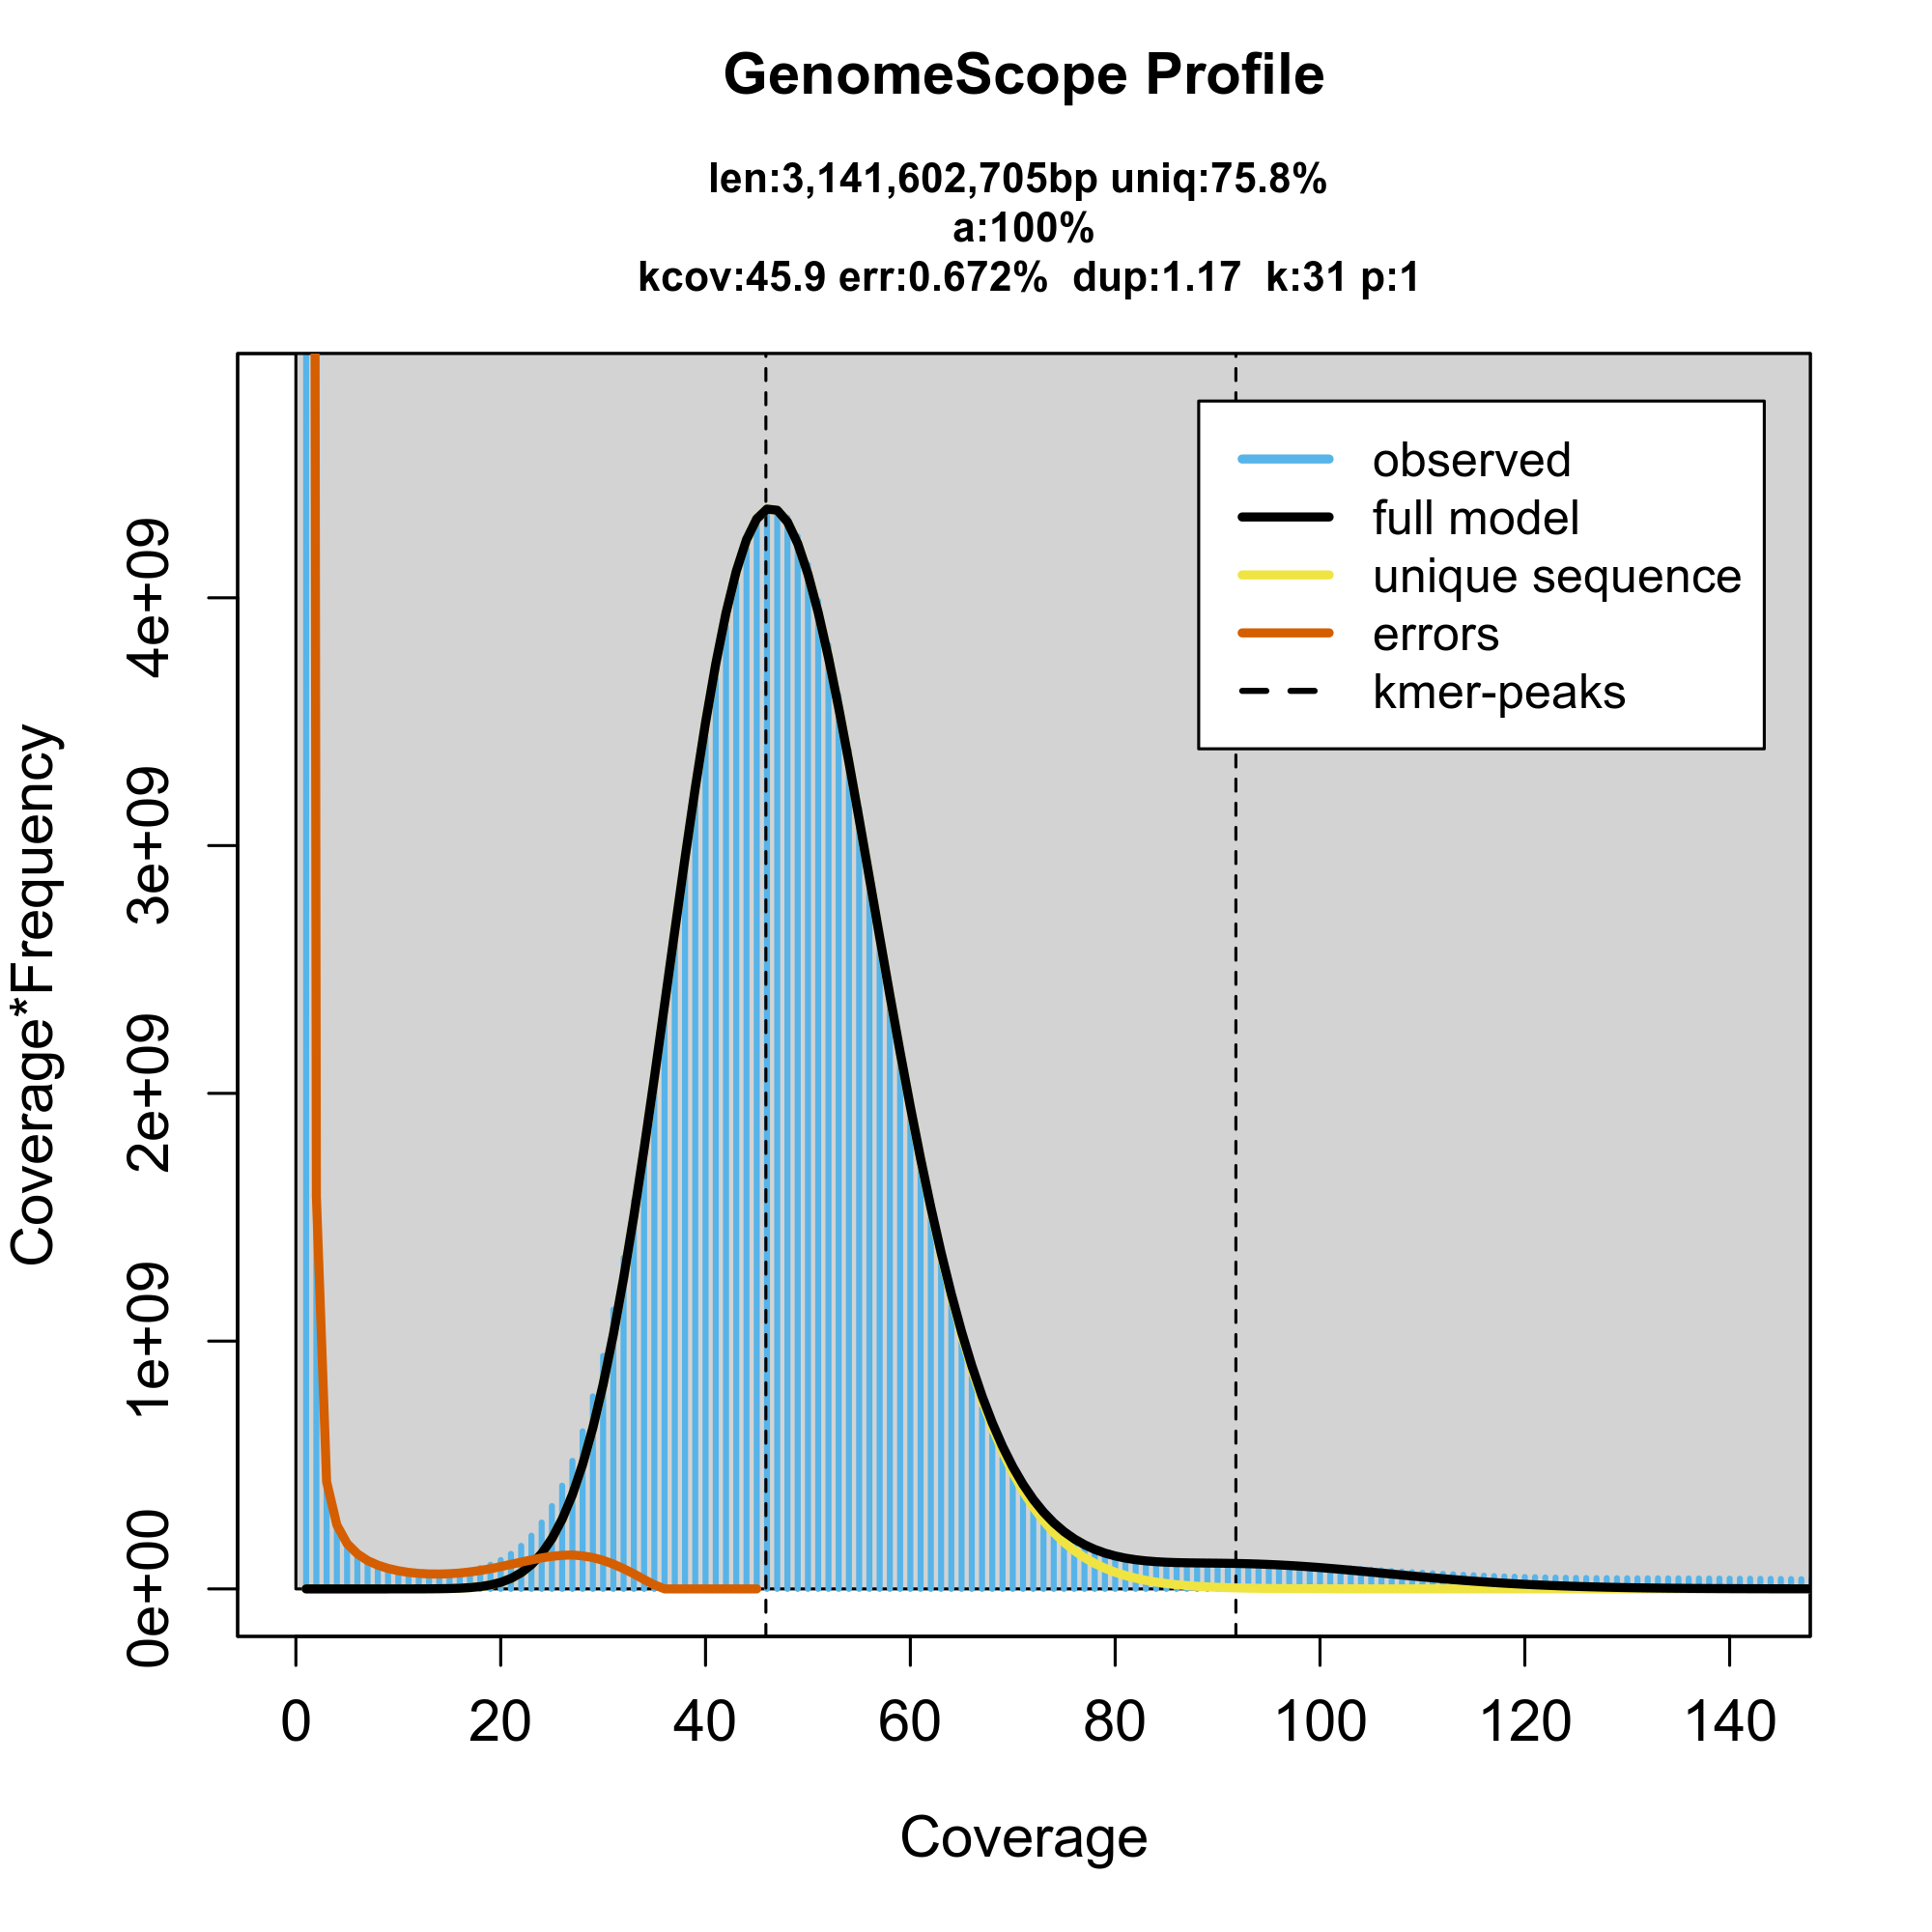 GenomeScope Profile
len:3,141,602,705bp uniq:75.8%
a:100%
kcov:45.9 err:0.672%  dup:1.17  k:31 p:1
observed
full model
unique sequence
errors
kmer-peaks
Coverage*Frequency
4e+09
3e+09
2e+09
1e+09
0e+00
0 20 40 60 80 100 120 140
Coverage